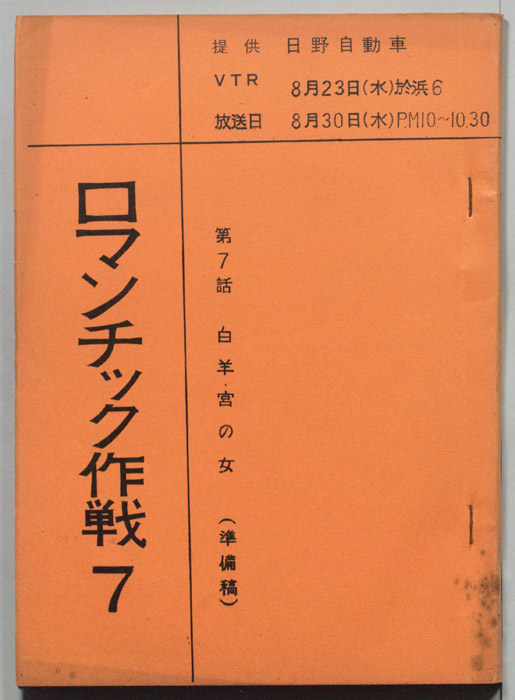 提供 日野自動車
VTR 8月23日(水)於浜6
放送日 8月30日(水)P.M10〜10.30
第7話 白羊宮の女 (準備稿)
ロマンチック作戦 7